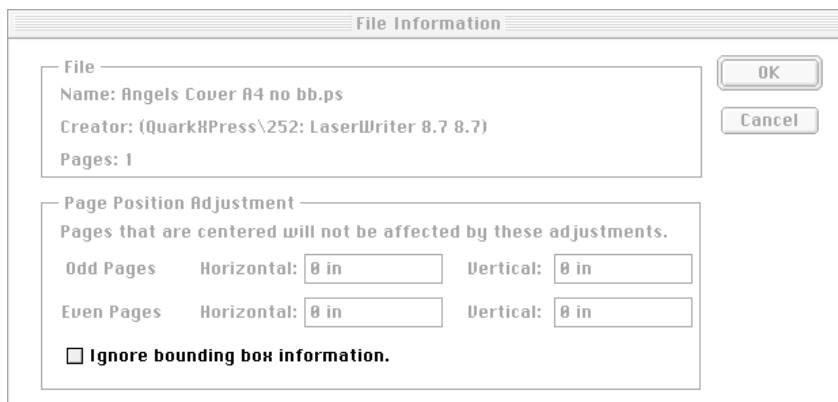 File Information
File
Name: Angels Cover A4 no bb.ps
Creator: (QuarkXPress\252: LaserWriter 8.7 8.7)
Pages: 1
OK
Cancel
Page Position Adjustment
Pages that are centered will not be affected by these adjustments.
Odd Pages Horizontal: 0 in Vertical: 0 in
Even Pages Horizontal: 0 in Vertical: 0 in
Ignore bounding box information.